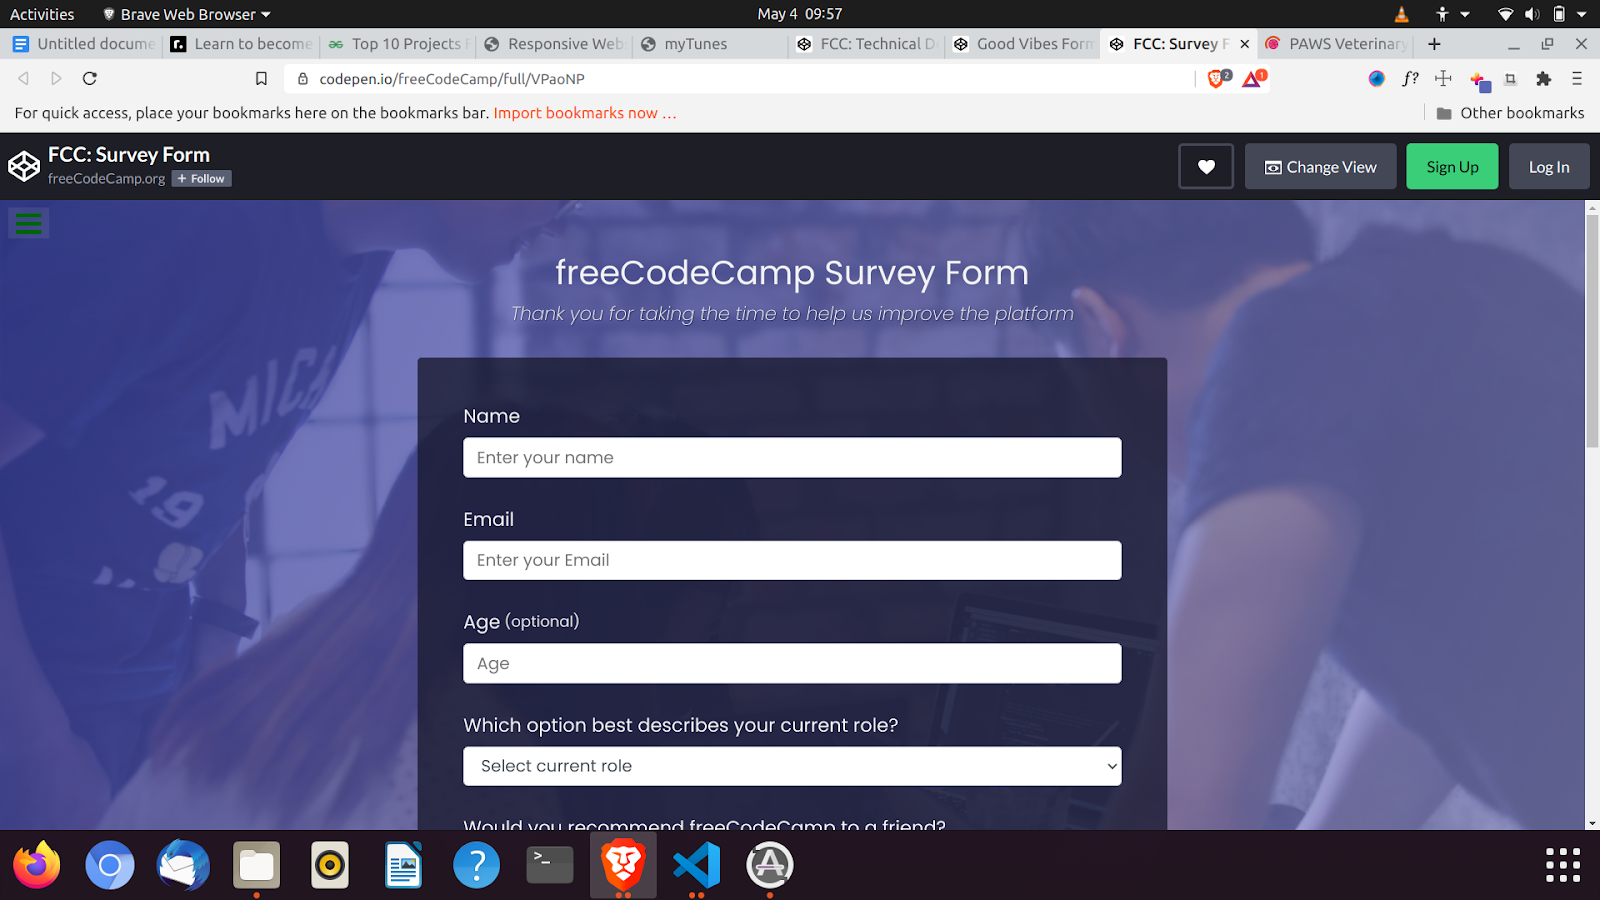 Activities
Brave Web Browser
May 4 09:57
Untitled docume
Learn to become
Top 10 Projects F
Responsive Web
myTunes
FCC: Technical D
Good Vibes Form
FCC: Survey F
PAWS Veterinary
codepen.io/freeCodeCamp/full/VPaoNP
2
1
f?
For quick access, place your bookmarks here on the bookmarks bar. Import bookmarks now …
Other bookmarks
FCC: Survey Form
freeCodeCamp.org
+ Follow
Change View
Sign Up
Log In
freeCodeCamp Survey Form
Thank you for taking the time to help us improve the platform
MICH
19
Name
Enter your name
Email
Enter your Email
Age (optional)
Age
Which option best describes your current role?
Select current role
Would you recommend freeCodeCamp to a friend?